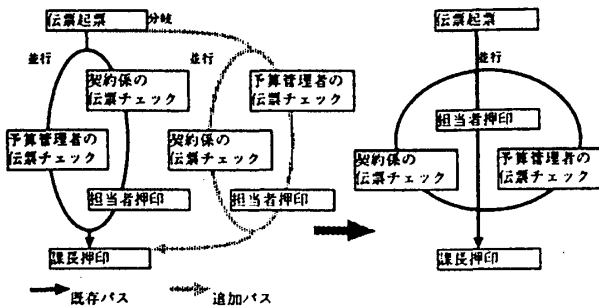 伝票起票
分岐
並行
契約係の
伝票チェック
予算管理者の
伝票チェック
担当者押印
課長押印
並行
予算管理者の
伝票チェック
契約係の
伝票チェック
担当者押印
既存パス
追加パス
伝票起票
並行
担当者押印
契約係の
伝票チェック
予算管理者の
伝票チェック
課長押印